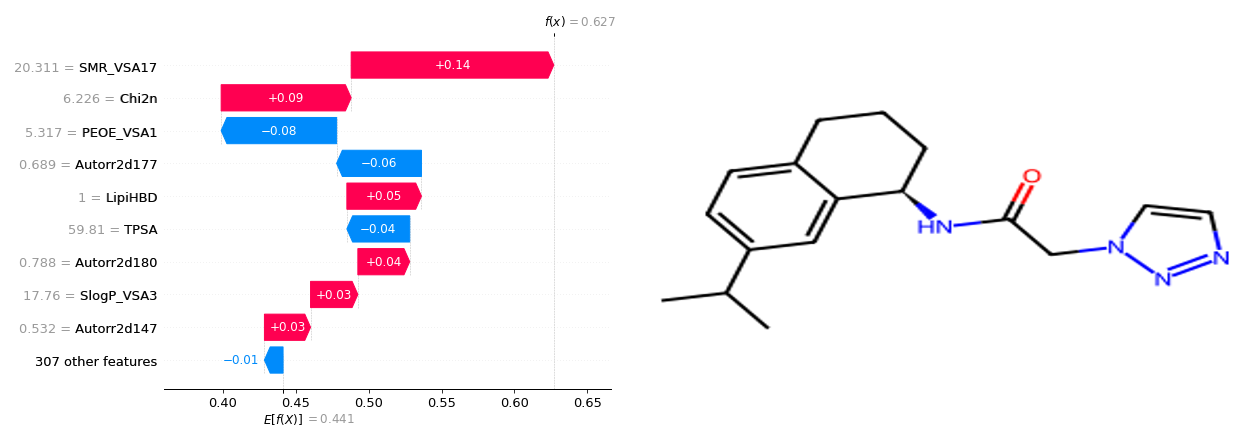 f(x) = 0.627
20.311 = SMR_VSA17
+0.14
6.226 = Chi2n
+0.09
5.317 = PEOE_VSA1
−0.08
0.689 = Autorr2d177
−0.06
1 = LipiHBD
+0.05
59.81 = TPSA
−0.04
0.788 = Autorr2d180
+0.04
17.76 = SlogP_VSA3
+0.03
0.532 = Autorr2d147
+0.03
307 other features
−0.01
0.40 0.45 0.50 0.55 0.60 0.65
E[f(X)] = 0.441
O
HN
N
N
N